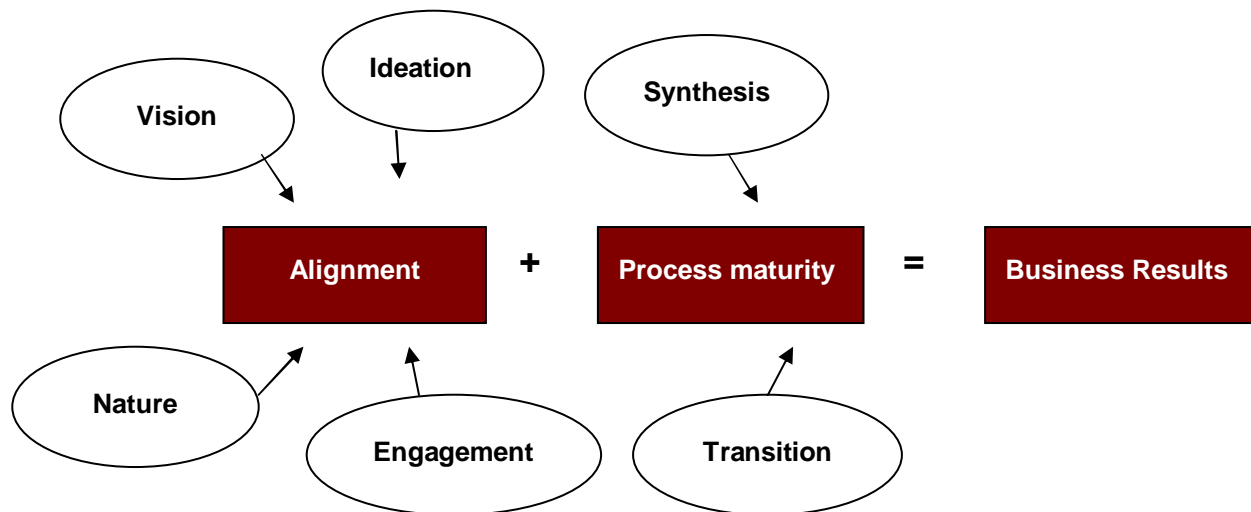 Ideation
Vision
Synthesis
Alignment + Process maturity = Business Results
Nature
Engagement
Transition